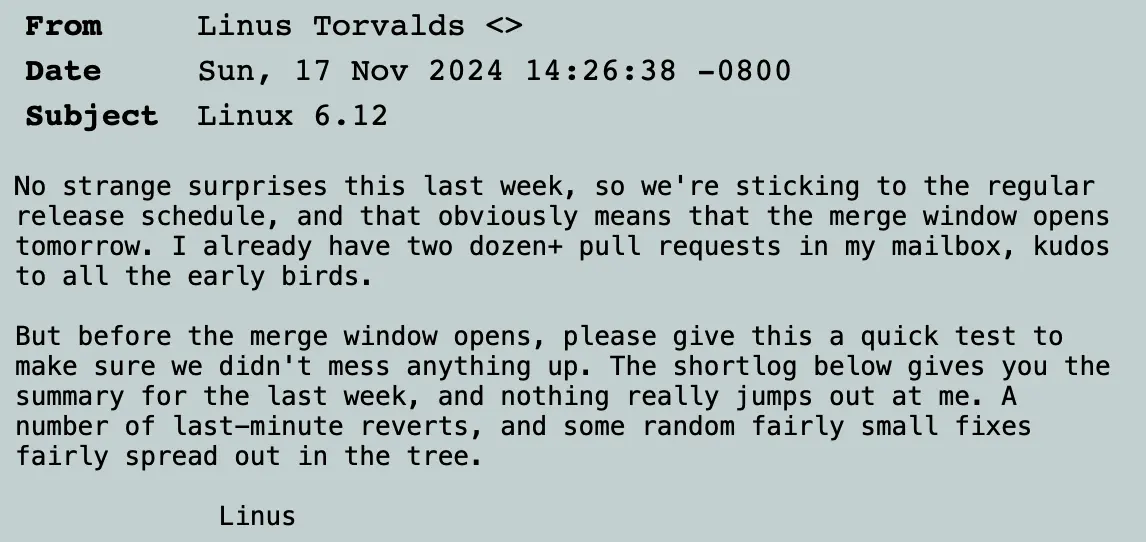 From Linus Torvalds <>
Date Sun, 17 Nov 2024 14:26:38 -0800
Subject Linux 6.12
No strange surprises this last week, so we're sticking to the regular
release schedule, and that obviously means that the merge window opens
tomorrow. I already have two dozen+ pull requests in my mailbox, kudos
to all the early birds.
But before the merge window opens, please give this a quick test to
make sure we didn't mess anything up. The shortlog below gives you the
summary for the last week, and nothing really jumps out at me. A
number of last-minute reverts, and some random fairly small fixes
fairly spread out in the tree.
Linus